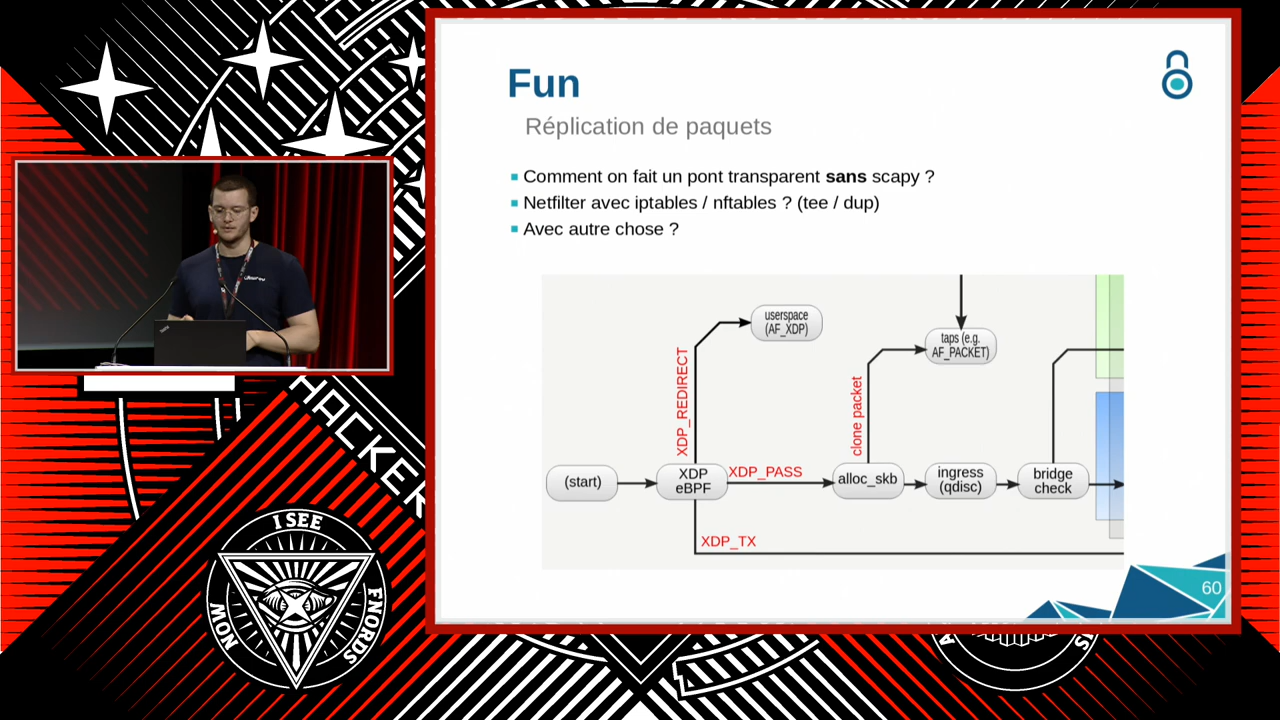 Fun
Réplication de paquets
Comment on fait un pont transparent sans scapy ?
Netfilter avec iptables / nftables ? (tee / dup)
Avec autre chose ?
userspace
(AF_XDP)
taps (e.g.
AF_PACKET)
XDP_REDIRECT
clone packet
(start)
XDP
eBPF
XDP_PASS
alloc_skb
ingress
(qdisc)
bridge
check
XDP_TX
60
HACKER
I SEE
FNORDS
NOW